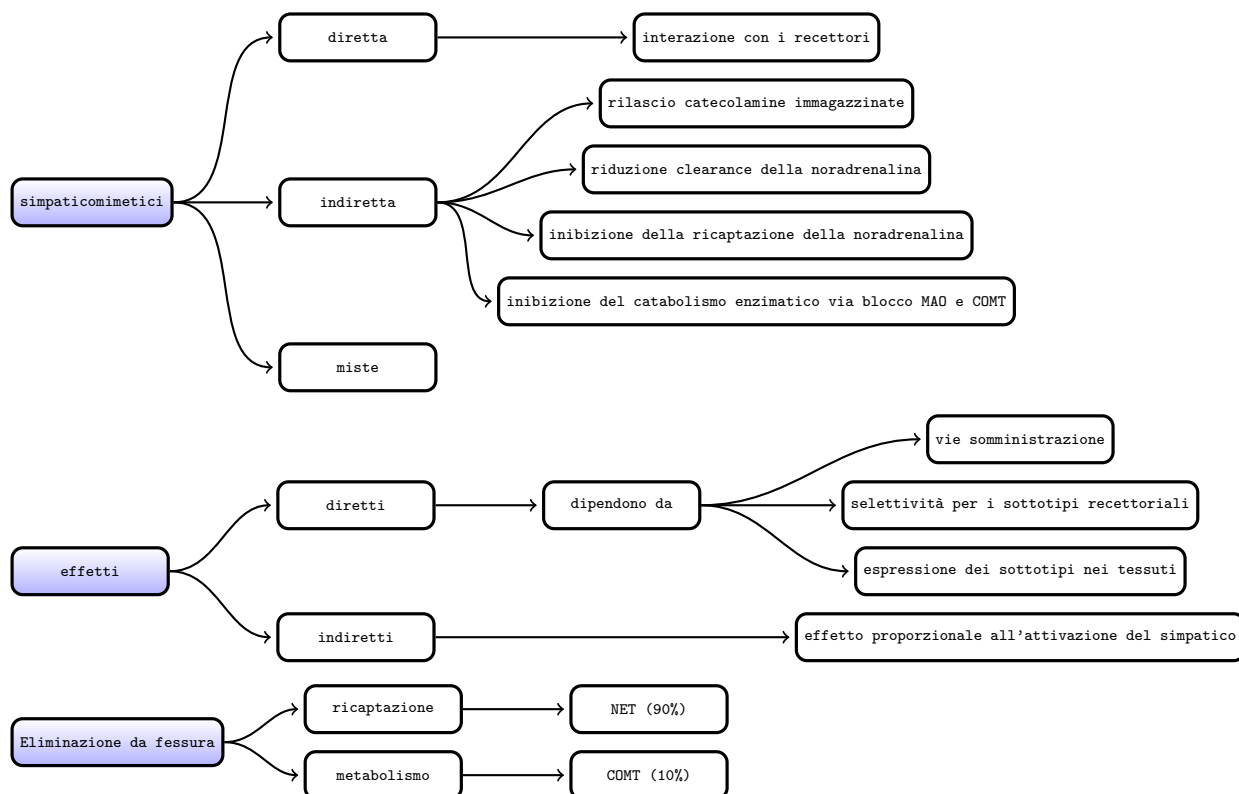 diretta
interazione con i recettori
rilascio catecolamine immagazzinate
riduzione clearance della noradrenalina
simpaticomimetici
indiretta
inibizione della ricaptazione della noradrenalina
inibizione del catabolismo enzimatico via blocco MAO e COMT
miste
vie somministrazione
diretti
dipendono da
selettività per i sottotipi recettoriali
effetti
espressione dei sottotipi nei tessuti
indiretti
effetto proporzionale all'attivazione del simpatico
ricaptazione
NET (90%)
Eliminazione da fessura
metabolismo
COMT (10%)